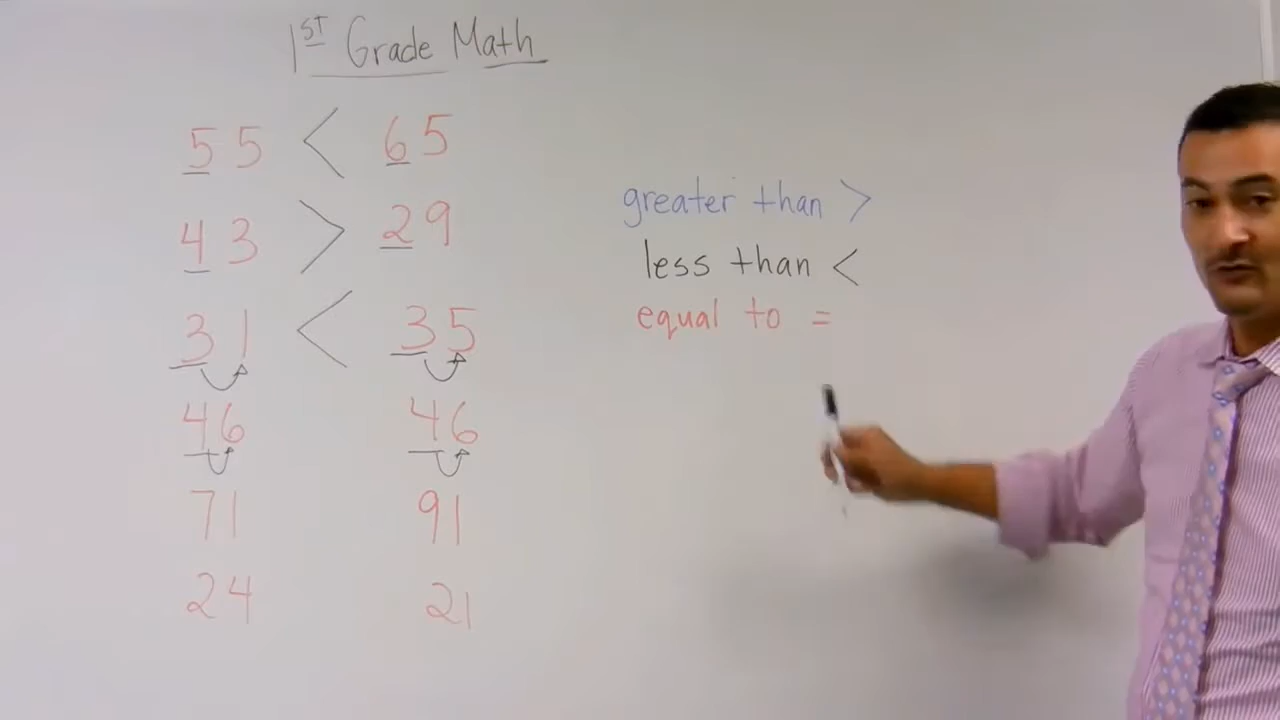 1ST Grade Math
55 < 65
43 > 29
31 < 35
46 46
71 91
24 21
greater than >
less than <
equal to =